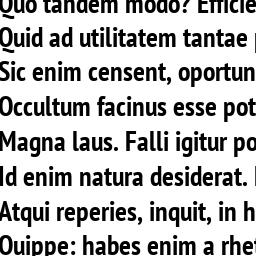 Quo tandem modo? Efficie
Quid ad utilitatem tantae
Sic enim censent, oportun
Occultum facinus esse pot
Magna laus. Falli igitur po
Id enim natura desiderat.
Atqui reperies, inquit, in h
Quippe: habes enim a rhet